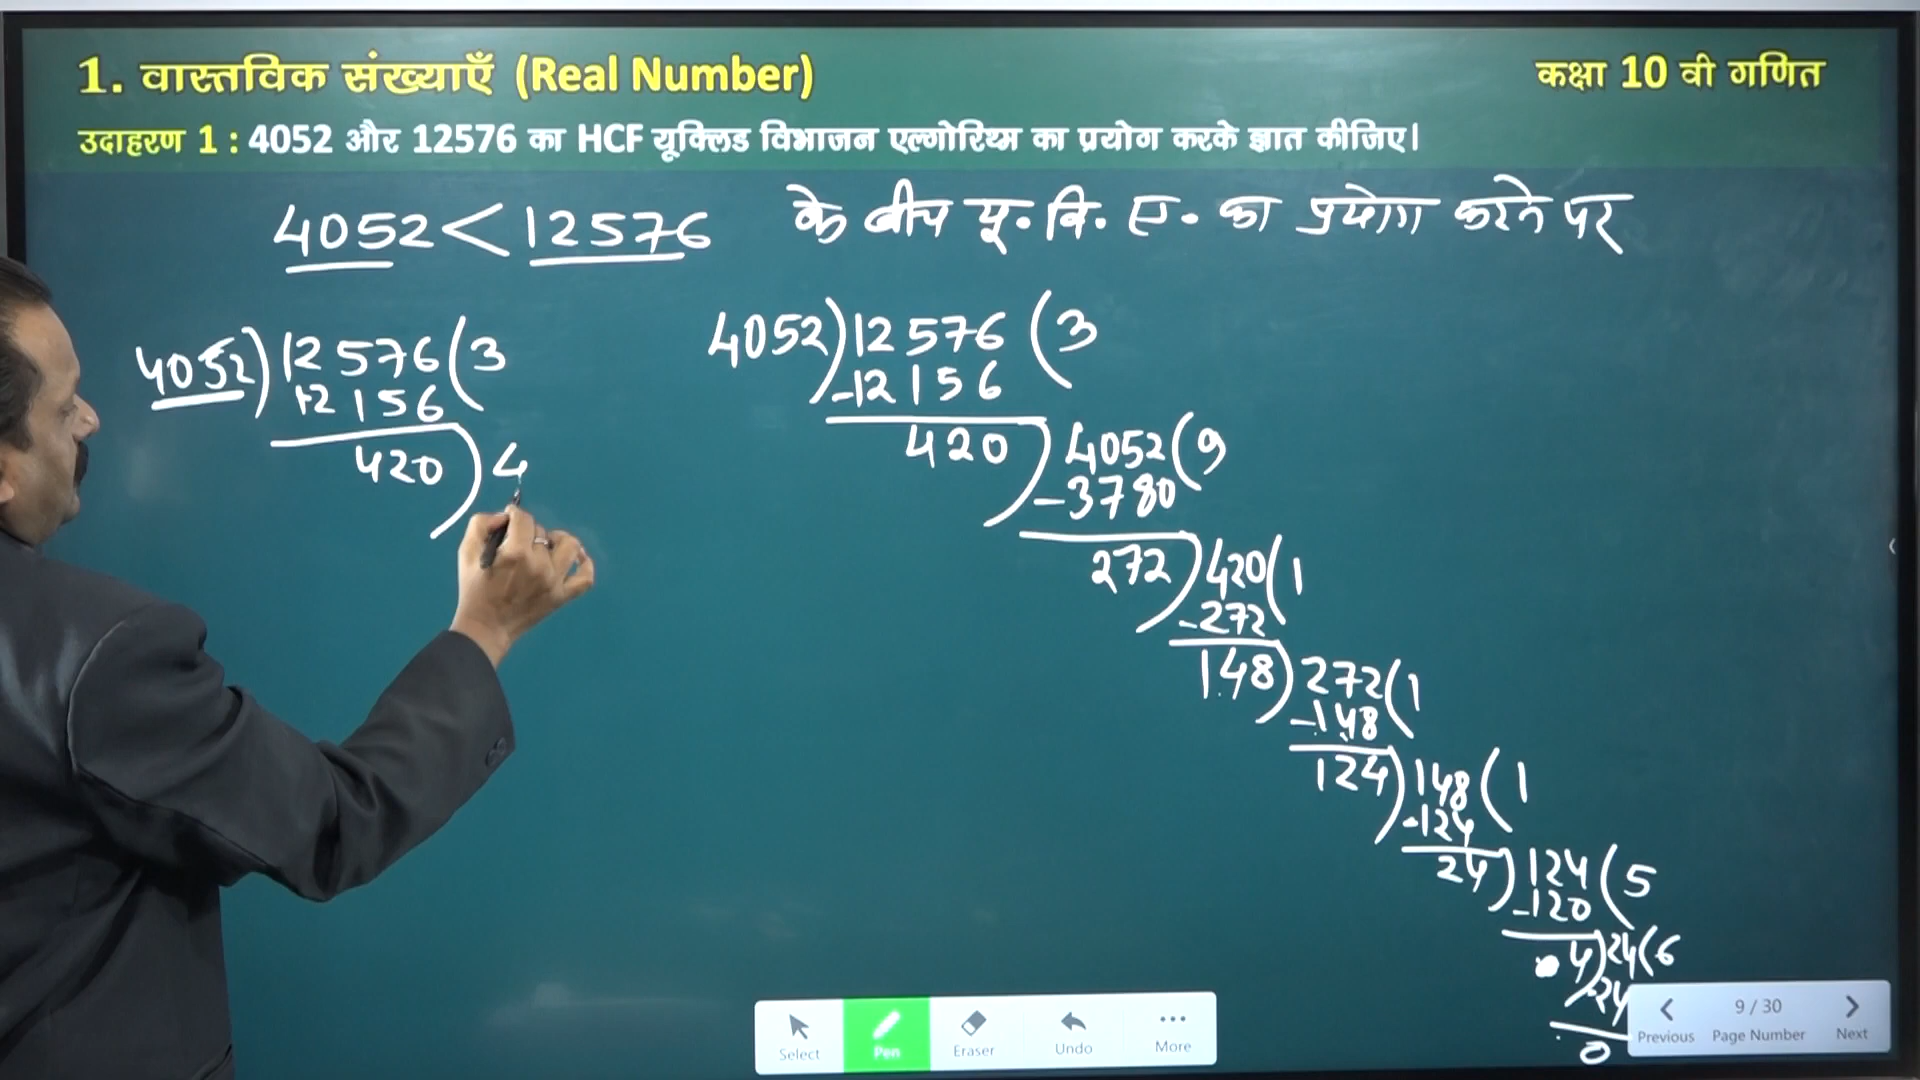 1. वास्तविक संख्याएँ (Real Number)
कक्षा 10 वी गणित
उदाहरण 1 : 4052 और 12576 का HCF यूक्लिड विभाजन एल्गोरिथ्म का प्रयोग करके ज्ञात कीजिए।
4052 < 12576 के बीच यू. वि. ए. का प्रयोग करने पर
4052) 12576 (3
12156
420) 4
4052) 12576 (3
-12156
420) 4052 (9
-3780
272) 420 (1
-272
148) 272 (1
-148
124) 148 (1
-124
24) 124 (5
-120
4) 24 (6
-24
0
Select
Pen
Eraser
Undo
More
Previous
9 / 30
Page Number
Next